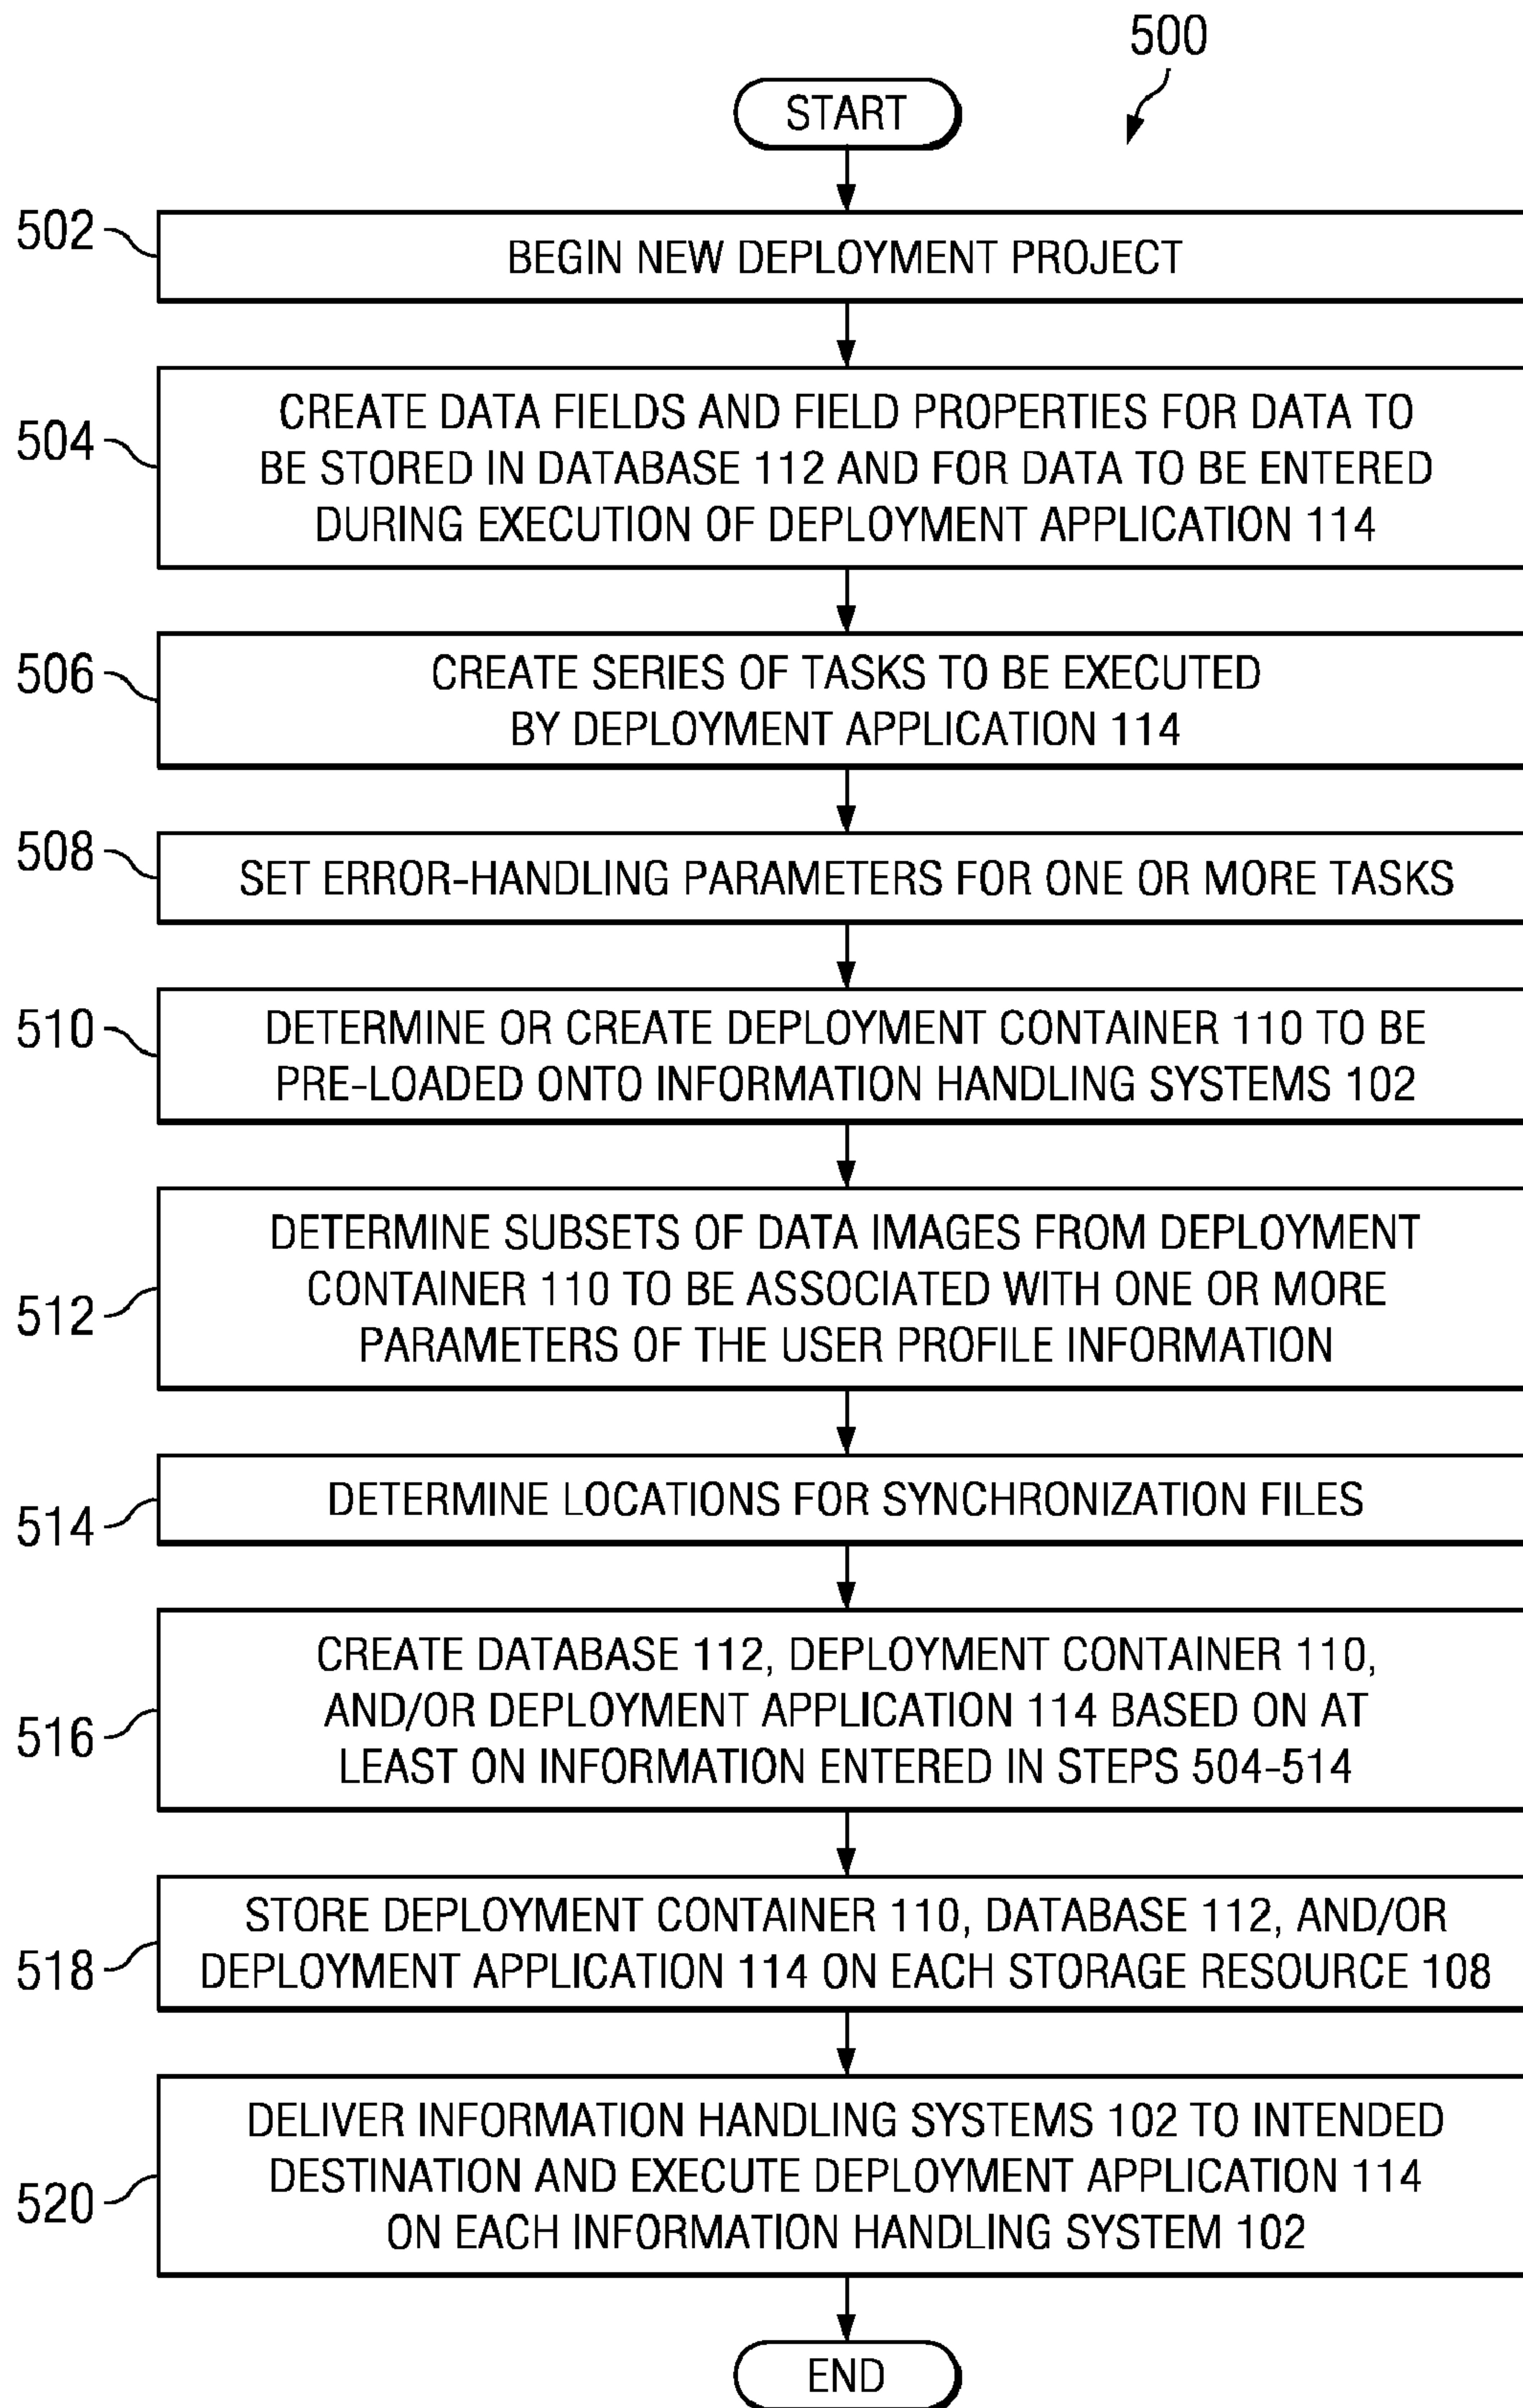 500
START
502
BEGIN NEW DEPLOYMENT PROJECT
504
CREATE DATA FIELDS AND FIELD PROPERTIES FOR DATA TO
BE STORED IN DATABASE 112 AND FOR DATA TO BE ENTERED
DURING EXECUTION OF DEPLOYMENT APPLICATION 114
506
CREATE SERIES OF TASKS TO BE EXECUTED
BY DEPLOYMENT APPLICATION 114
508
SET ERROR-HANDLING PARAMETERS FOR ONE OR MORE TASKS
510
DETERMINE OR CREATE DEPLOYMENT CONTAINER 110 TO BE
PRE-LOADED ONTO INFORMATION HANDLING SYSTEMS 102
512
DETERMINE SUBSETS OF DATA IMAGES FROM DEPLOYMENT
CONTAINER 110 TO BE ASSOCIATED WITH ONE OR MORE
PARAMETERS OF THE USER PROFILE INFORMATION
514
DETERMINE LOCATIONS FOR SYNCHRONIZATION FILES
516
CREATE DATABASE 112, DEPLOYMENT CONTAINER 110,
AND/OR DEPLOYMENT APPLICATION 114 BASED ON AT
LEAST ON INFORMATION ENTERED IN STEPS 504-514
518
STORE DEPLOYMENT CONTAINER 110, DATABASE 112, AND/OR
DEPLOYMENT APPLICATION 114 ON EACH STORAGE RESOURCE 108
520
DELIVER INFORMATION HANDLING SYSTEMS 102 TO INTENDED
DESTINATION AND EXECUTE DEPLOYMENT APPLICATION 114
ON EACH INFORMATION HANDLING SYSTEM 102
END